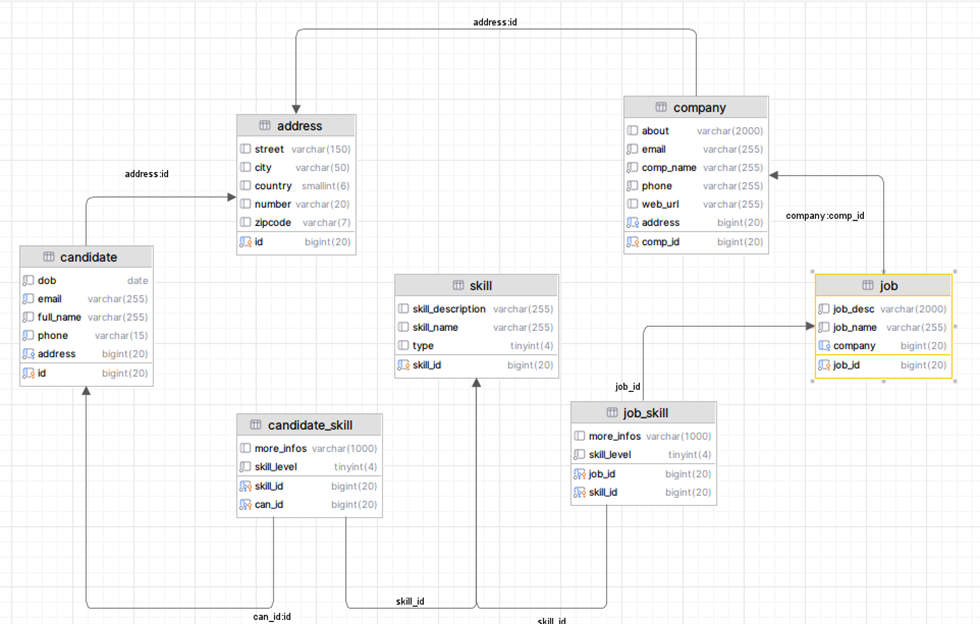 address:id
company
about varchar(2000)
email varchar(255)
comp_name varchar(255)
phone varchar(255)
web_url varchar(255)
address bigint(20)
comp_id bigint(20)
address
street varchar(150)
city varchar(50)
country smallint(6)
number varchar(20)
zipcode varchar(7)
id bigint(20)
address:id
company:comp_id
candidate
dob date
email varchar(255)
full_name varchar(255)
phone varchar(15)
address bigint(20)
id bigint(20)
skill
skill_description varchar(255)
skill_name varchar(255)
type tinyint(4)
skill_id bigint(20)
job
job_desc varchar(2000)
job_name varchar(255)
company bigint(20)
job_id bigint(20)
job_id
candidate_skill
more_infos varchar(1000)
skill_level tinyint(4)
skill_id bigint(20)
can_id bigint(20)
job_skill
more_infos varchar(1000)
skill_level tinyint(4)
job_id bigint(20)
skill_id bigint(20)
skill_id
can_id:id
skill_id